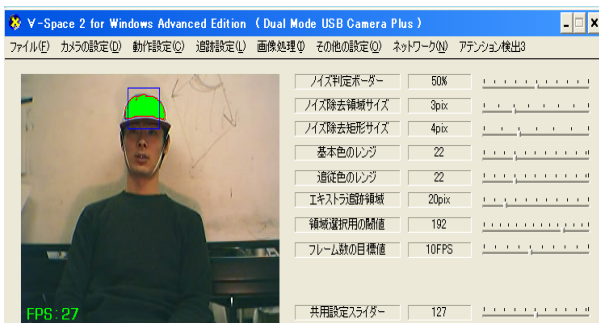 ∀-Space 2 for Windows Advanced Edition （ Dual Mode USB Camera Plus ）
ファイル(F) カメラの設定(D) 動作設定(C) 追跡設定(L) 画像処理(I) その他の設定(O) ネットワーク(N) アテンション検出3
ノイズ判定ボーダー 50%
ノイズ除去領域サイズ 3pix
ノイズ除去矩形サイズ 4pix
基本色のレンジ 22
追従色のレンジ 22
エキストラ追跡領域 20pix
領域選択用の閾値 192
フレーム数の目標値 10FPS
共用設定スライダー 127
FPS: 27